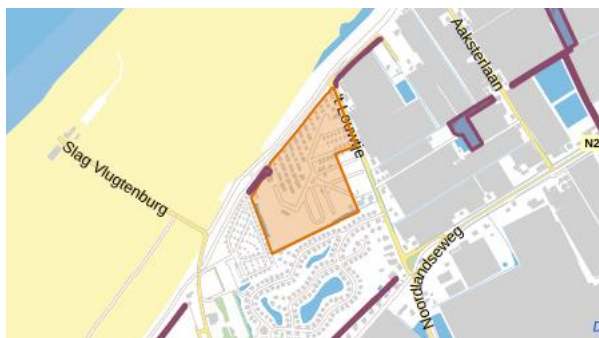 Aaksterlaan
't Louwtje
Slag Vlugtenburg
N2
Noordlandseweg
D